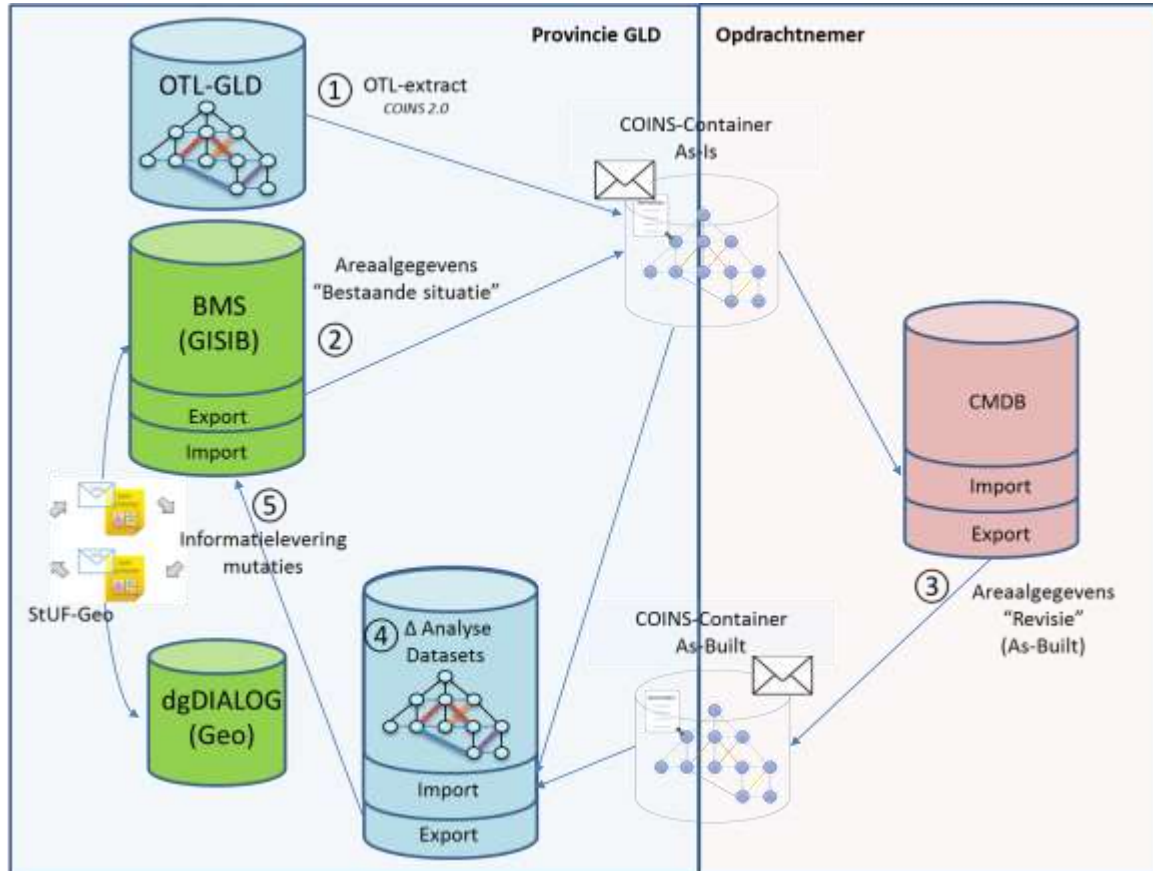 Provincie GLD
Opdrachtnemer
OTL-GLD
① OTL-extract
COINS 2.0
COINS-Container
As-Is
BMS
(GISIB)
Export
Import
Areaalgegevens
“Bestaande situatie”
②
CMDB
Import
Export
⑤
Informatielevering
mutaties
StUF-Geo
dgDIALOG
(Geo)
④ Δ Analyse
Datasets
Import
Export
COINS-Container
As-Built
③ Areaalgegevens
“Revisie”
(As-Built)